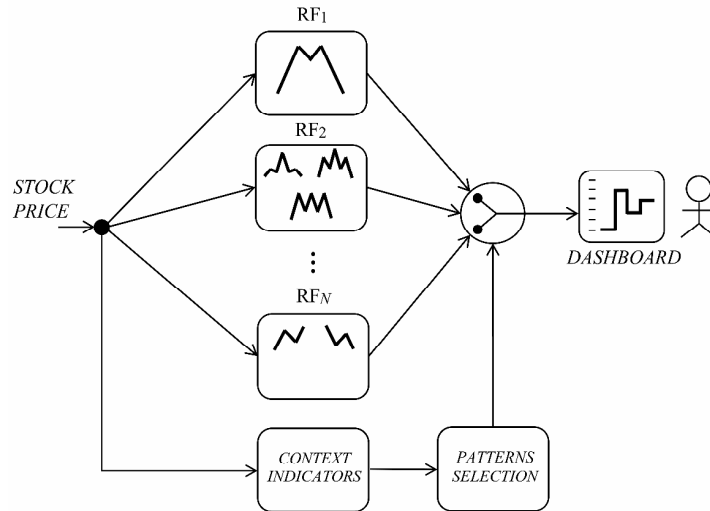 RF1
RF2
STOCK
PRICE
DASHBOARD
RFN
CONTEXT
INDICATORS
PATTERNS
SELECTION